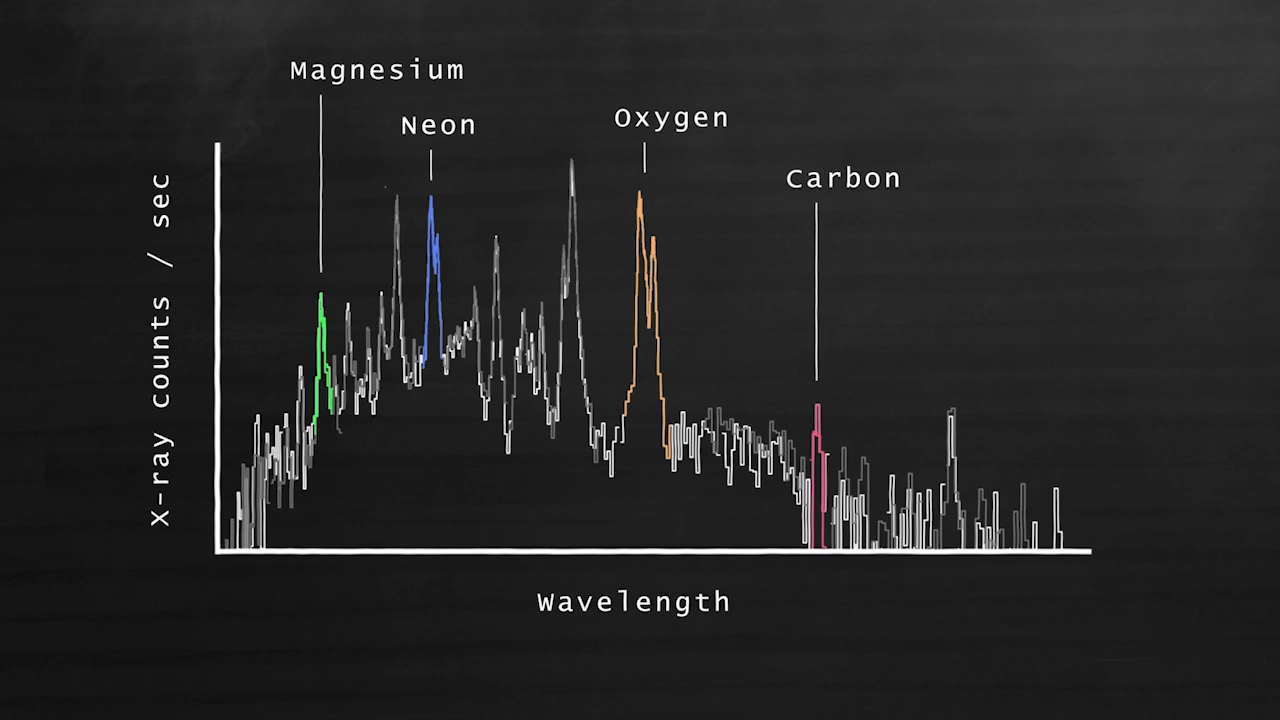 Magnesium
Neon
Oxygen
Carbon
X-ray counts / sec
Wavelength